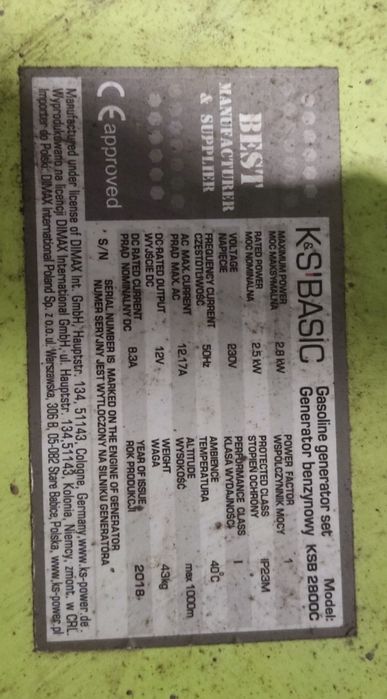 BEST
MANUFACTURER
& SUPPLIER
CE approved
K&S!BASIC
Model:
Gasoline generator set KSB 2800C
Generator benzynowy
MAXIMUM POWER
MOC MAKSYMALNA 2.8 kW
POWER FACTOR
WSPÓŁCZYNNIK MOCY 1
RATED POWER
MOC NOMINALNA 2.5 kW
PROTECTED CLASS
STOPIEŃ OCHRONY IP23M
VOLTAGE
NAPIĘCIE 230V
PERFORMANCE CLASS
KLASA WYDAJNOŚCI I
FREQUENCY CURRENT
CZĘSTOTLIWOŚĆ 50Hz
AMBIENCE
TEMPERATURA 40°C
AC MAX.CURRENT
PRĄD MAX. AC 12.17A
ALTITUDE
WYSOKOŚĆ max 1000m
DC RATED OUTPUT
WYJŚCIE DC 12V
WEIGHT
WAGA 43kg
DC RATED CURRENT
PRĄD NOMINALNY DC 8.3A
YEAR OF ISSUE
ROK PRODUKCJI 2018
S/N
SERIAL NUMBER IS MARKED ON THE ENGINE OF GENERATOR
NUMER SERYJNY JEST WYTŁOCZONY NA SILNIKU GENERATORA
Manufactured under license of DIMAX Int. GmbH, Hauptstr. 134, 51143, Cologne, Germany,www.ks-power.de
Wyprodukowano na licencji DIMAX International GmbH, ul. Hauptstr. 134,51143, Kolonia, Niemcy, zmont. w CRL
Importer do Polski: DIMAX International Poland Sp. z o.o. ul. Warszawska, 306 B, 05-082 Stare Babice, Polska, www.ks-power.pl